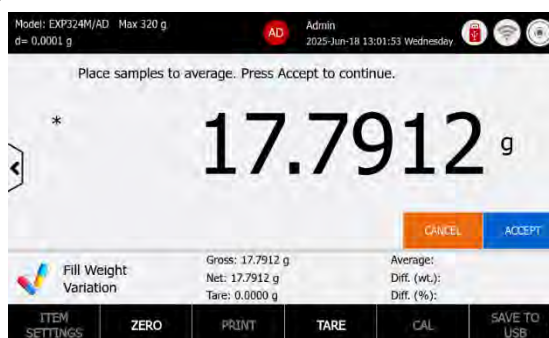 Model: EXP324M/AD Max 320 g
d= 0.0001 g
AD
Admin
2025-Jun-18 13:01:53 Wednesday
Place samples to average. Press Accept to continue.
* 17.7912 g
CANCEL ACCEPT
Fill Weight
Variation
Gross: 17.7912 g
Net: 17.7912 g
Tare: 0.0000 g
Average:
Diff. (wt.):
Diff. (%):
ITEM
SETTINGS
ZERO
PRINT
TARE
CAL
SAVE TO
USB